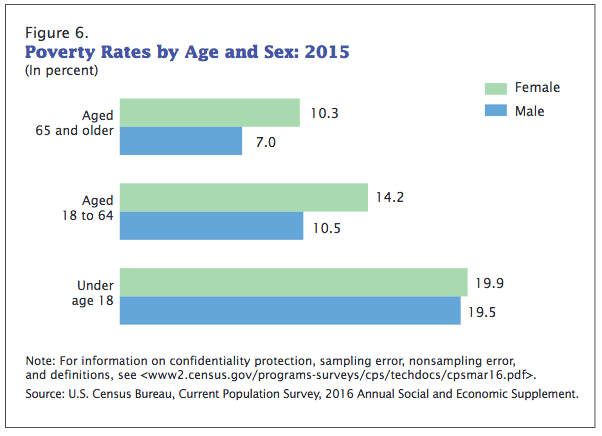 Figure 6.
Poverty Rates by Age and Sex: 2015
(In percent)
Female
Male
Aged
65 and older
10.3
7.0
Aged
18 to 64
14.2
10.5
Under
age 18
19.9
19.5
Note: For information on confidentiality protection, sampling error, nonsampling error,
and definitions, see <www2.census.gov/programs-surveys/cps/techdocs/cpsmar16.pdf>.
Source: U.S. Census Bureau, Current Population Survey, 2016 Annual Social and Economic Supplement.